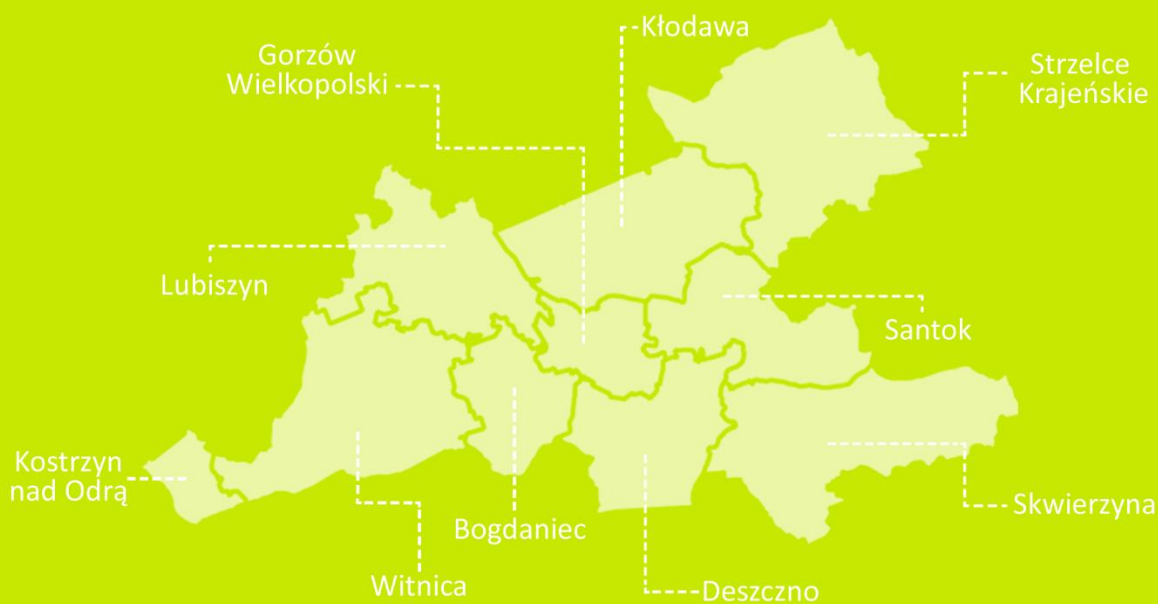 Kłodawa
Gorzów
Wielkopolski
Strzelce
Krajeńskie
Lubiszyn
Santok
Kostrzyn
nad Odrą
Skwierzyna
Bogdaniec
Witnica
Deszczno